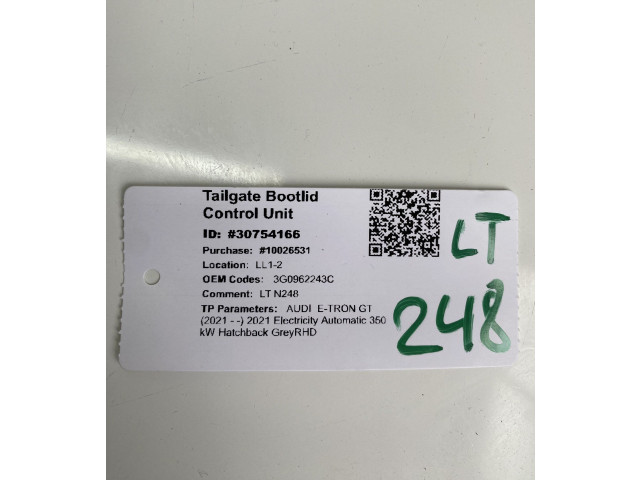 Tailgate Bootlid
Control Unit
ID: #30754166
Purchase: #10026531
Location: LL1-2
OEM Codes: 3G0962243C
Comment: LT N248
TP Parameters: AUDI E-TRON GT
(2021 - -) 2021 Electricity Automatic 350
kW Hatchback GreyRHD
LT
248